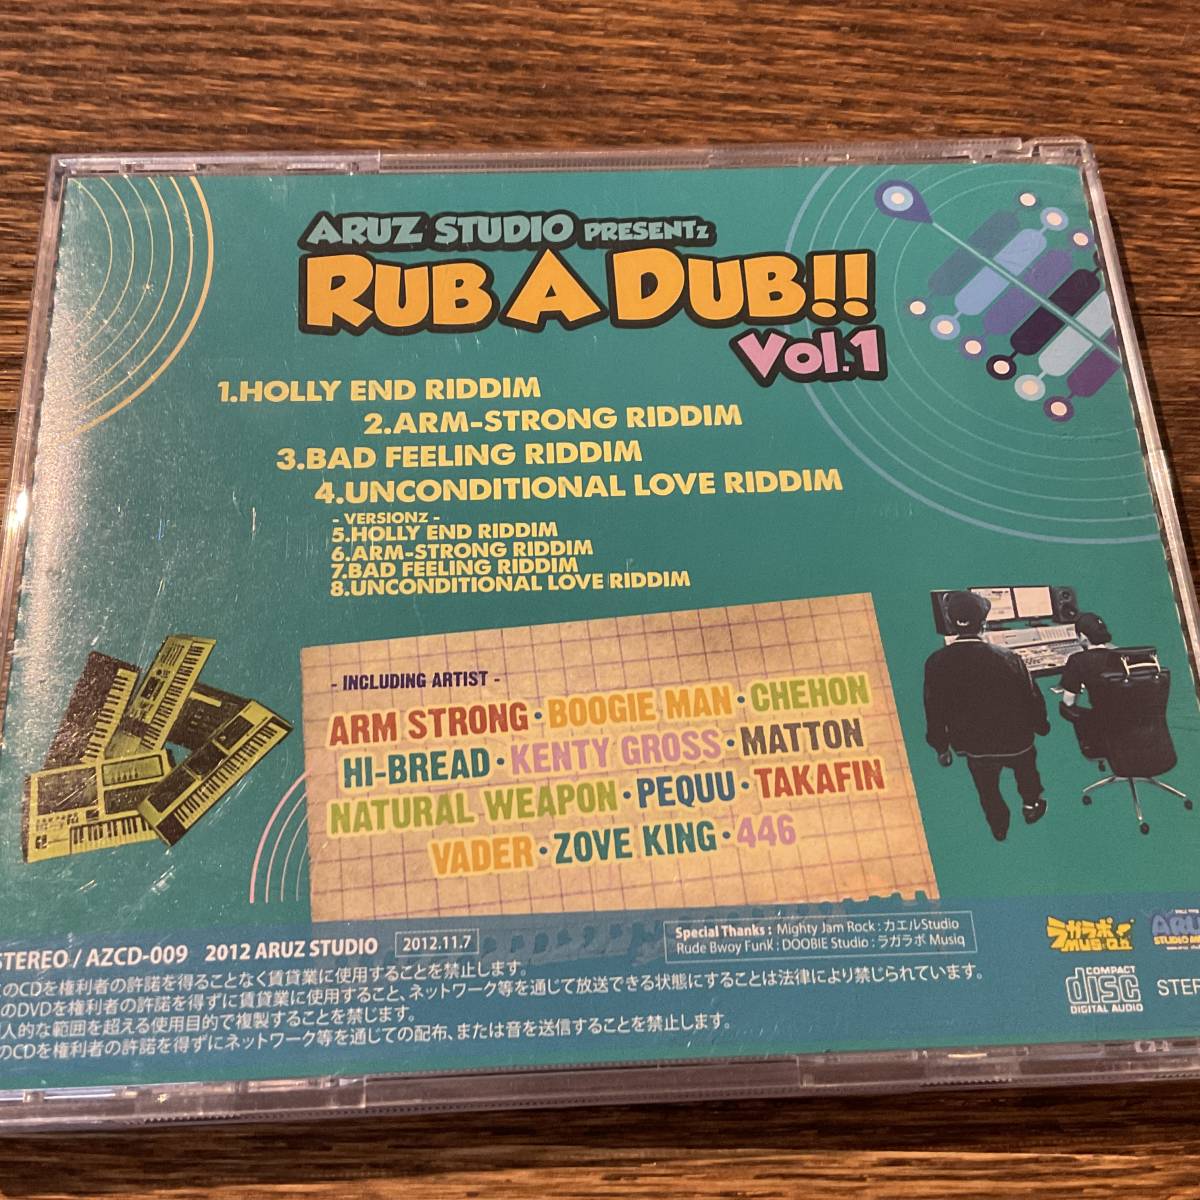 ARUZ STUDIO PRESENTZ
RUB A DUB!!
VOL.1
1.HOLLY END RIDDIM
2.ARM-STRONG RIDDIM
3.BAD FEELING RIDDIM
4.UNCONDITIONAL LOVE RIDDIM
- VERSIONZ -
5.HOLLY END RIDDIM
6.ARM-STRONG RIDDIM
7.BAD FEELING RIDDIM
8.UNCONDITIONAL LOVE RIDDIM
- INCLUDING ARTIST -
ARM STRONG・BOOGIE MAN・CHEHON
HI-BREAD・KENTY GROSS・MATTON
NATURAL WEAPON・PEQUU・TAKAFIN
VADER・ZOVE KING・446
STEREO / AZCD-009 2012 ARUZ STUDIO 2012.11.7
Special Thanks : Mighty Jam Rock : カエルStudio
Rude Bwoy Funk : DOOBIE Studio : ラガラボ Musiq
のCDを権利者の許諾を得ることなく賃貸業に使用することを禁止します。
のDVDを権利者の許諾を得ずに賃貸業に使用すること、ネットワーク等を通じて放送できる状態にすることは法律により禁じられています。
人的な範囲を超える使用目的で複製することを禁じます。
のCDを権利者の許諾を得ずにネットワーク等を通しての配布、または音を送信することを禁止します。
ラガラボ
MUSIQ
ARUZ
COMPACT
disc
DIGITAL AUDIO
STER